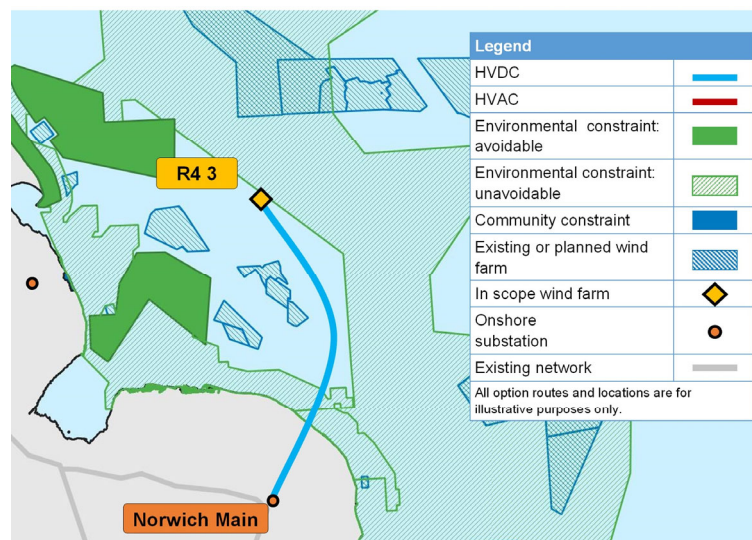 R4 3
Norwich Main
Legend
HVDC
HVAC
Environmental constraint:
avoidable
Environmental constraint:
unavoidable
Community constraint
Existing or planned wind
farm
In scope wind farm
Onshore
substation
Existing network
All option routes and locations are for
illustrative purposes only.